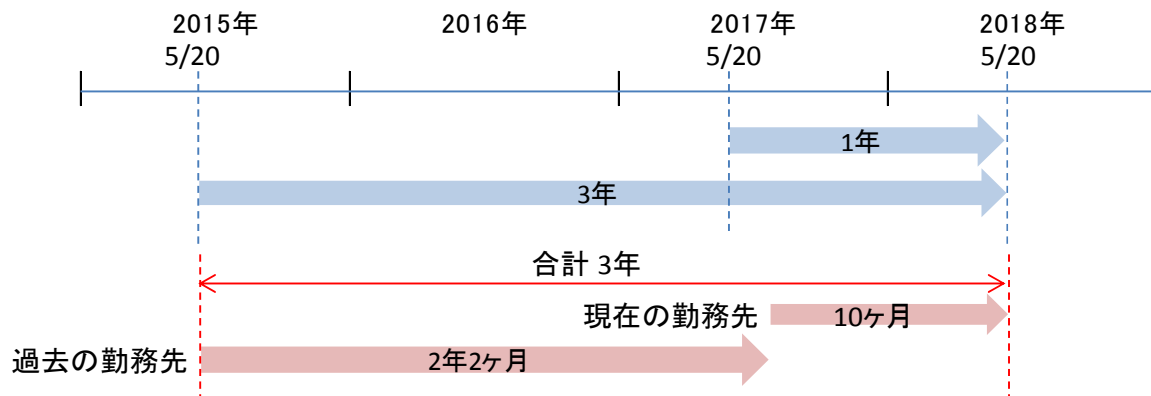 2015年 2016年 2017年 2018年
5/20 5/20 5/20
1年
3年
合計 3年
現在の勤務先 10ヶ月
過去の勤務先 2年2ヶ月